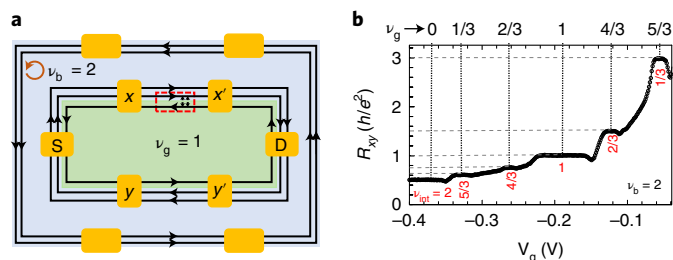 a
ν_b = 2
x
x′
S
ν_g = 1
D
y
y′
b
ν_g → 0 1/3 2/3 1 4/3 5/3
R_xy (h/e²)
3
2
1
0
ν_int = 2
5/3
4/3
1
2/3
1/3
ν_b = 2
−0.4 −0.3 −0.2 −0.1
V_g (V)